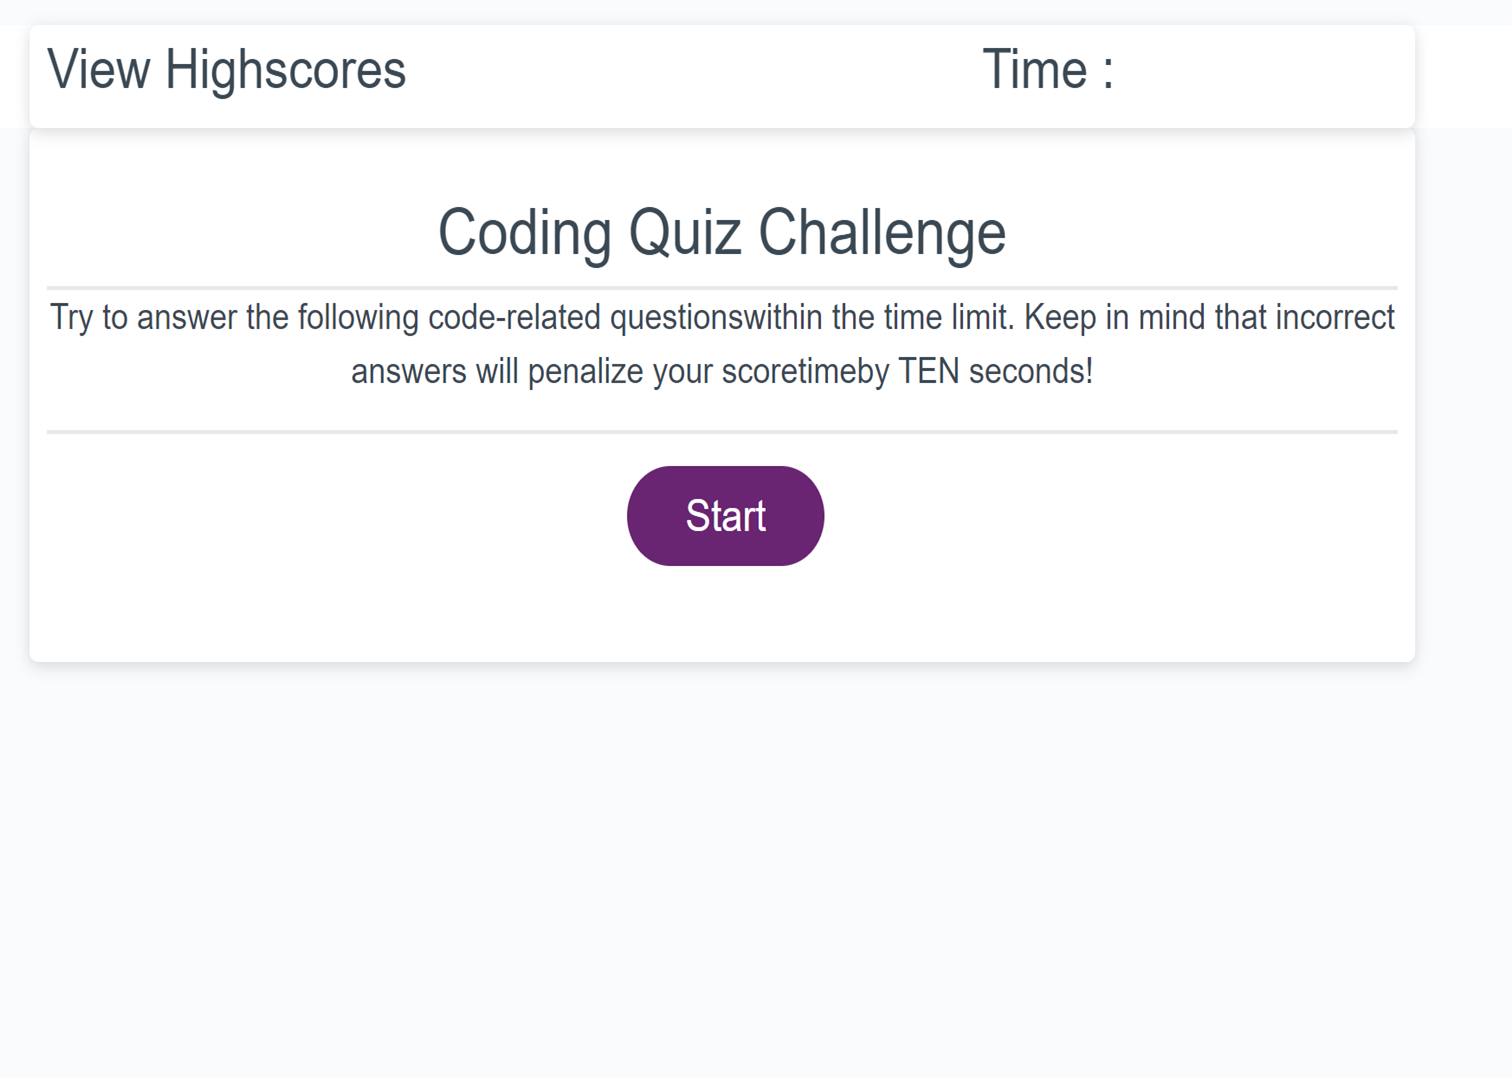 View Highscores
Time :
Coding Quiz Challenge
Try to answer the following code-related questionswithin the time limit. Keep in mind that incorrect
answers will penalize your scoretimeby TEN seconds!
Start